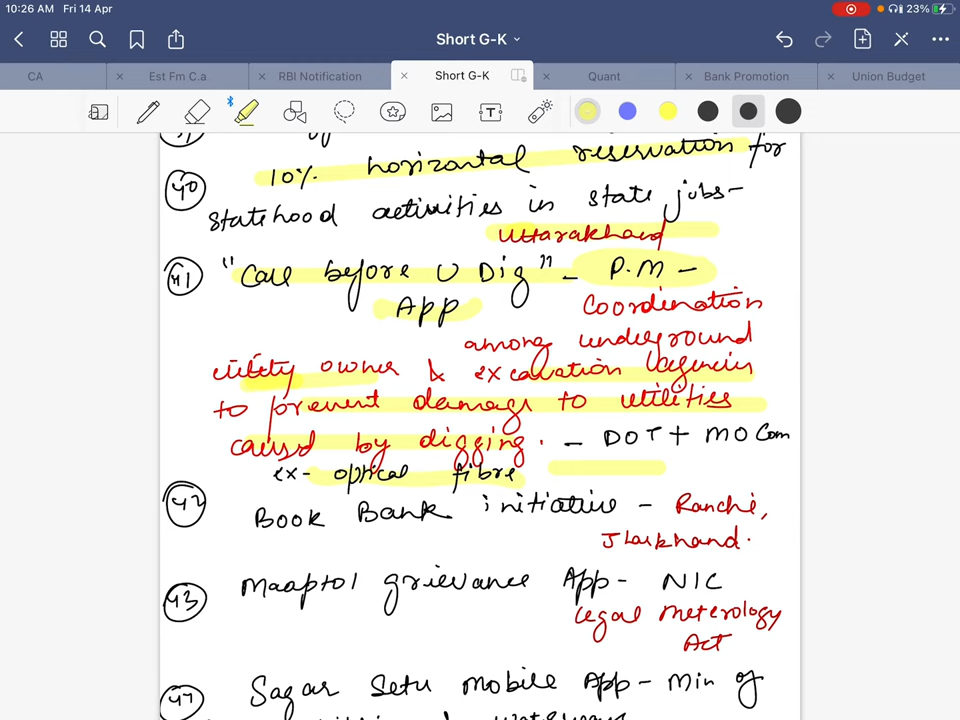 10:26 AM Fri 14 Apr
23%
Short G-K
CA
Est Fm C.a
RBI Notification
Short G-K
Quant
Bank Promotion
Union Budget
40 10% horizontal reservation for
statehood activities in state jobs-
Uttarakhand
41 "Call before U Dig" - P.M -
App
Coordination
among underground
utility owner & excavation agencies
to prevent damage to utilities
caused by digging. - DOT + MO Com
ex- optical fibre
42 Book Bank initiative - Ranchi,
Jharkhand.
43 Maaptol grievance App - NIC
Legal Meterology
Act
Sagar Setu Mobile App - Min of